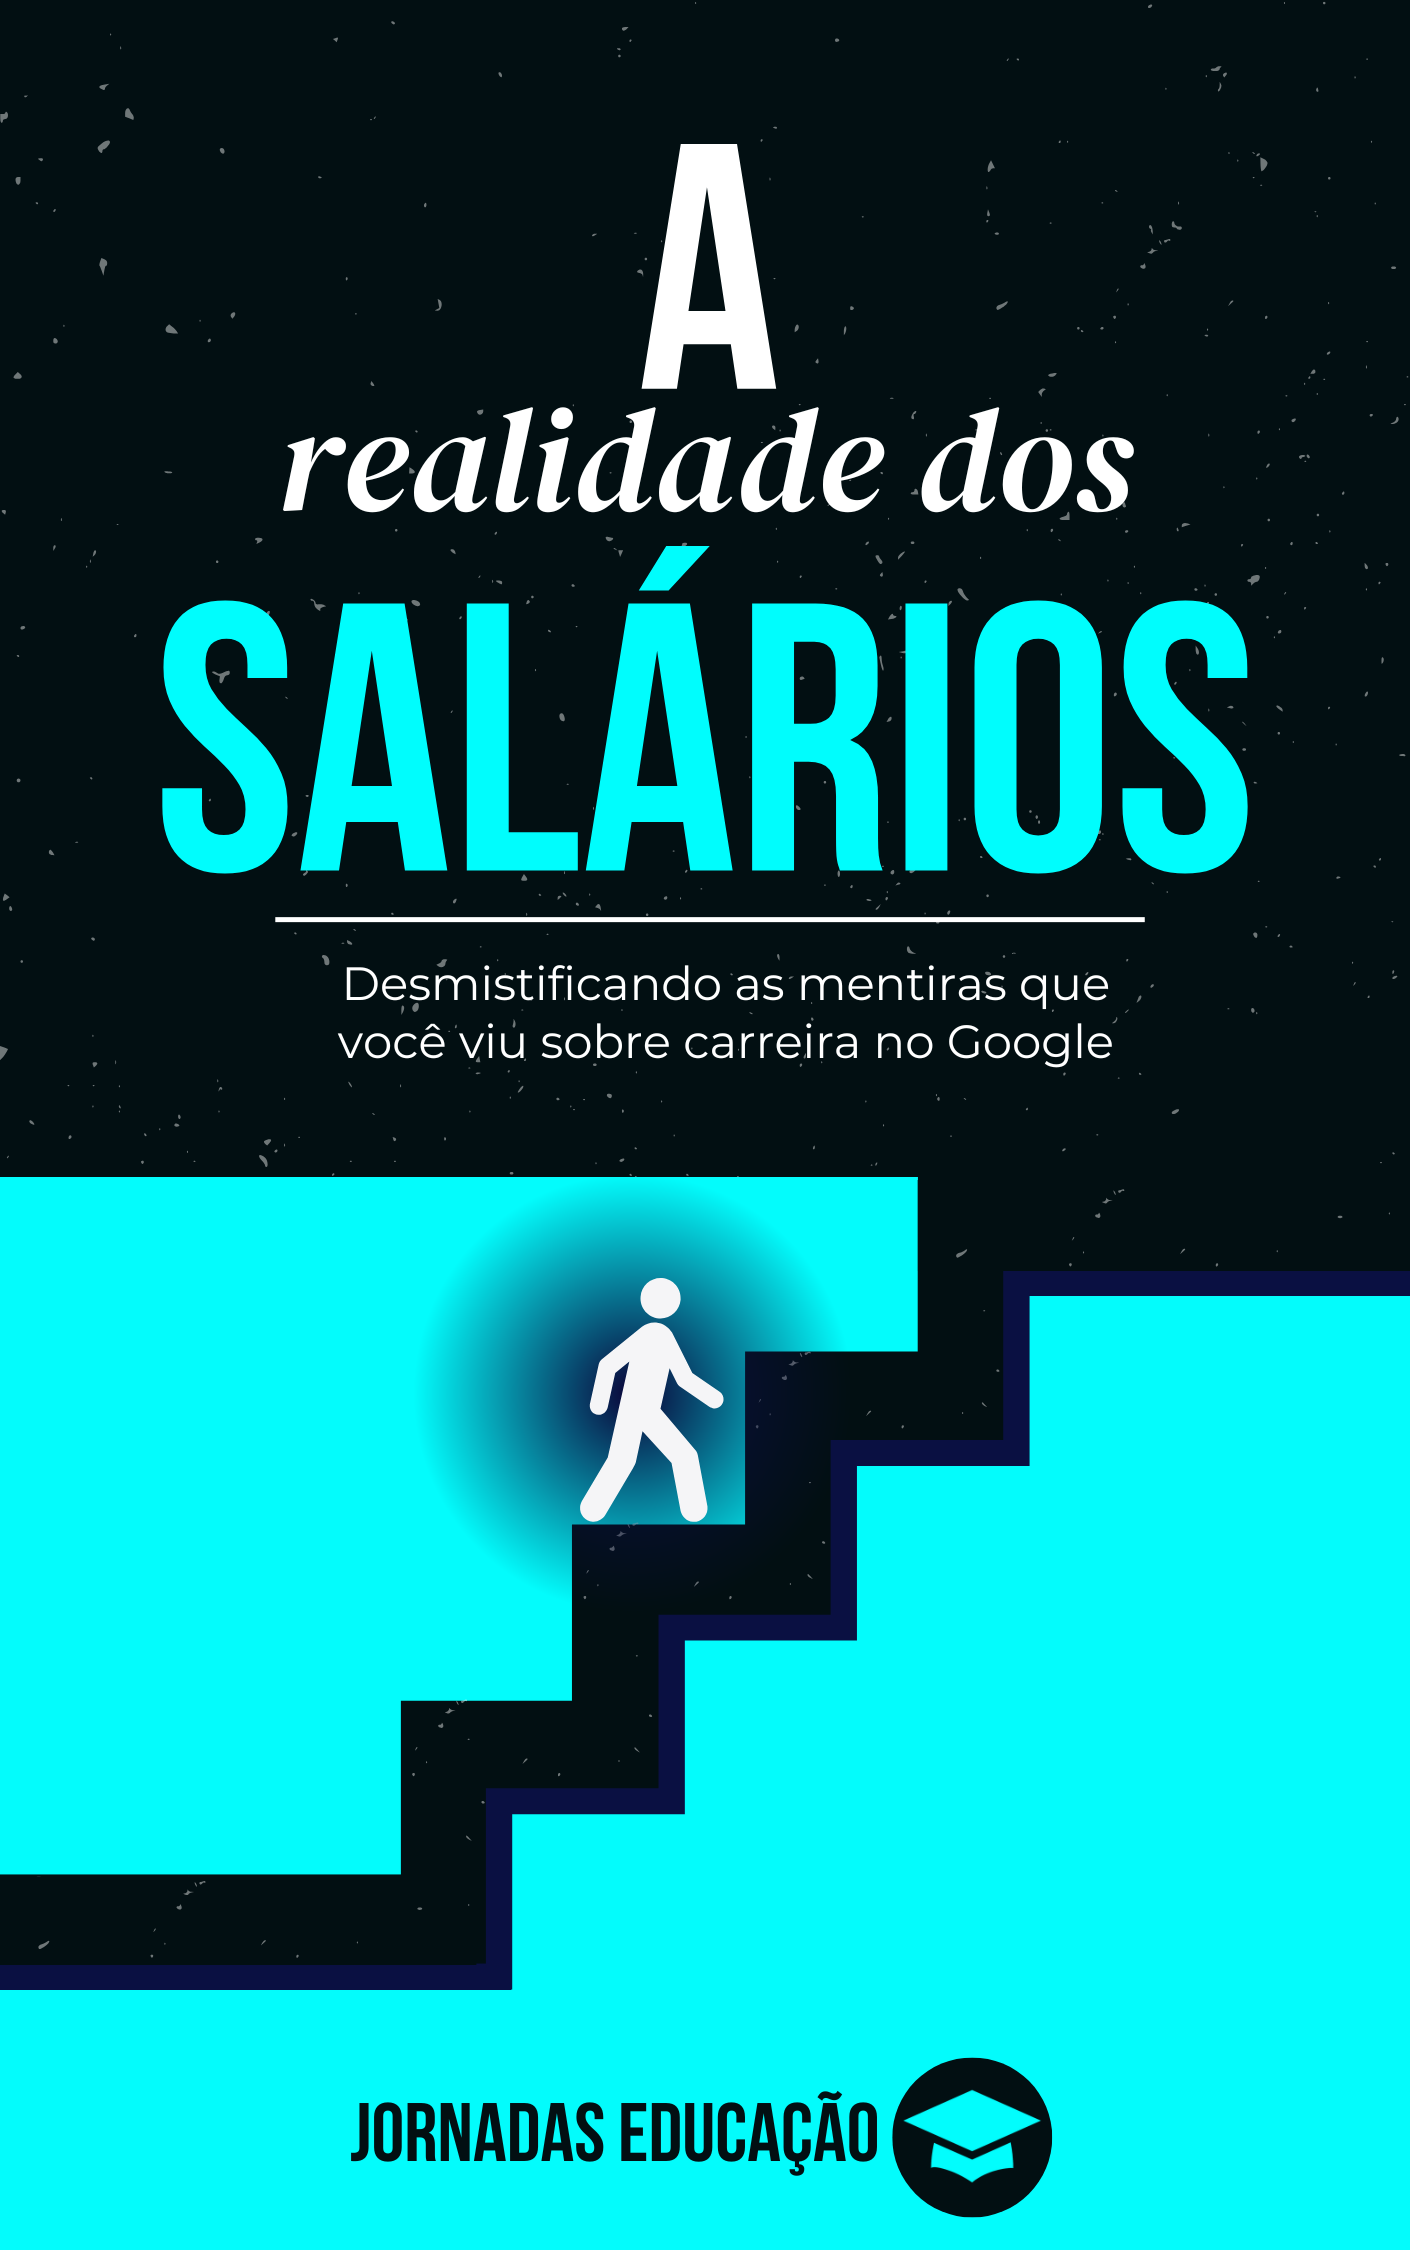 A
realidade dos
SALÁRIOS
Desmistificando as mentiras que
você viu sobre carreira no Google
JORNADAS EDUCAÇÃO